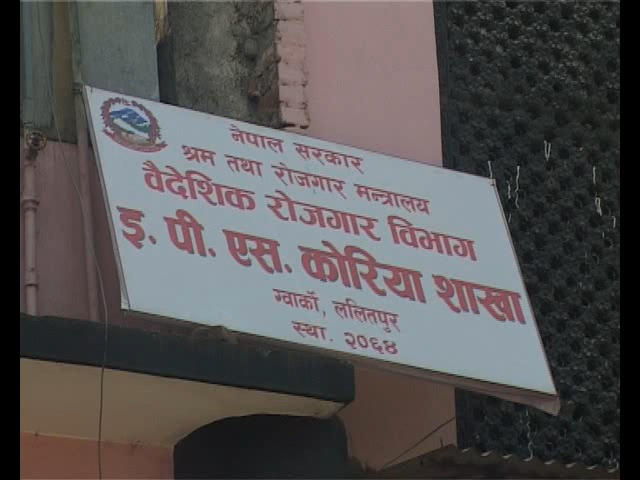 नेपाल सरकार
श्रम तथा रोजगार मन्त्रालय
वैदेशिक रोजगार विभाग
इ. पी. एस. कोरिया शाखा
ग्वार्को, ललितपुर
स्था. २०६४